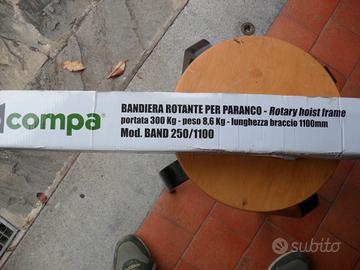 compa®
BANDIERA ROTANTE PER PARANCO - Rotary hoist frame
portata 300 Kg - peso 8,6 Kg - lunghezza braccio 1100mm
Mod. BAND 250/1100
subito